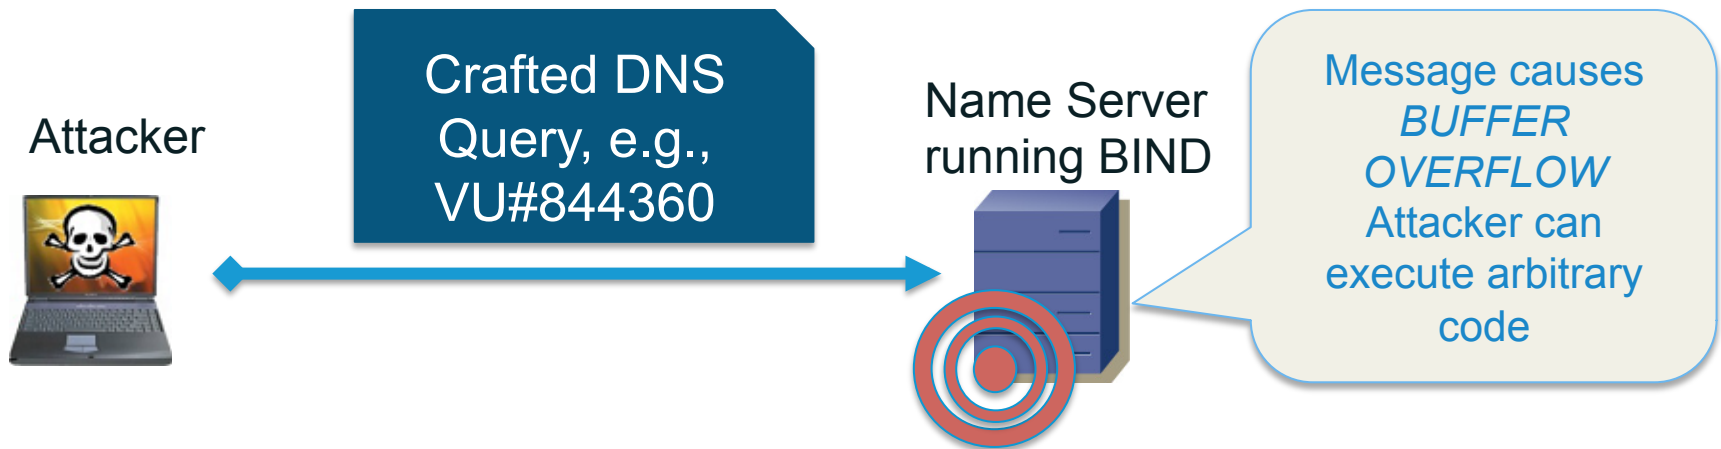 Attacker
Crafted DNS
Query, e.g.,
VU#844360
Name Server
running BIND
Message causes
BUFFER
OVERFLOW
Attacker can
execute arbitrary
code